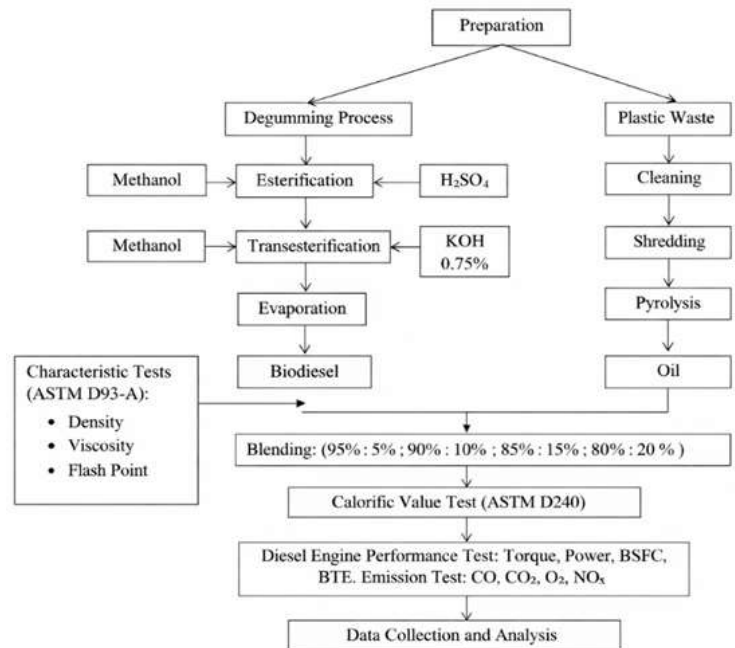 Preparation
Degumming Process
Plastic Waste
Methanol
Esterification
H₂SO₄
Cleaning
Methanol
Transesterification
KOH
0.75%
Shredding
Evaporation
Pyrolysis
Biodiesel
Oil
Characteristic Tests
(ASTM D93-A):
• Density
• Viscosity
• Flash Point
Blending: (95% : 5% ; 90% : 10% ; 85% : 15% ; 80% : 20 % )
Calorific Value Test (ASTM D240)
Diesel Engine Performance Test: Torque, Power, BSFC,
BTE. Emission Test: CO, CO₂, O₂, NOₓ
Data Collection and Analysis